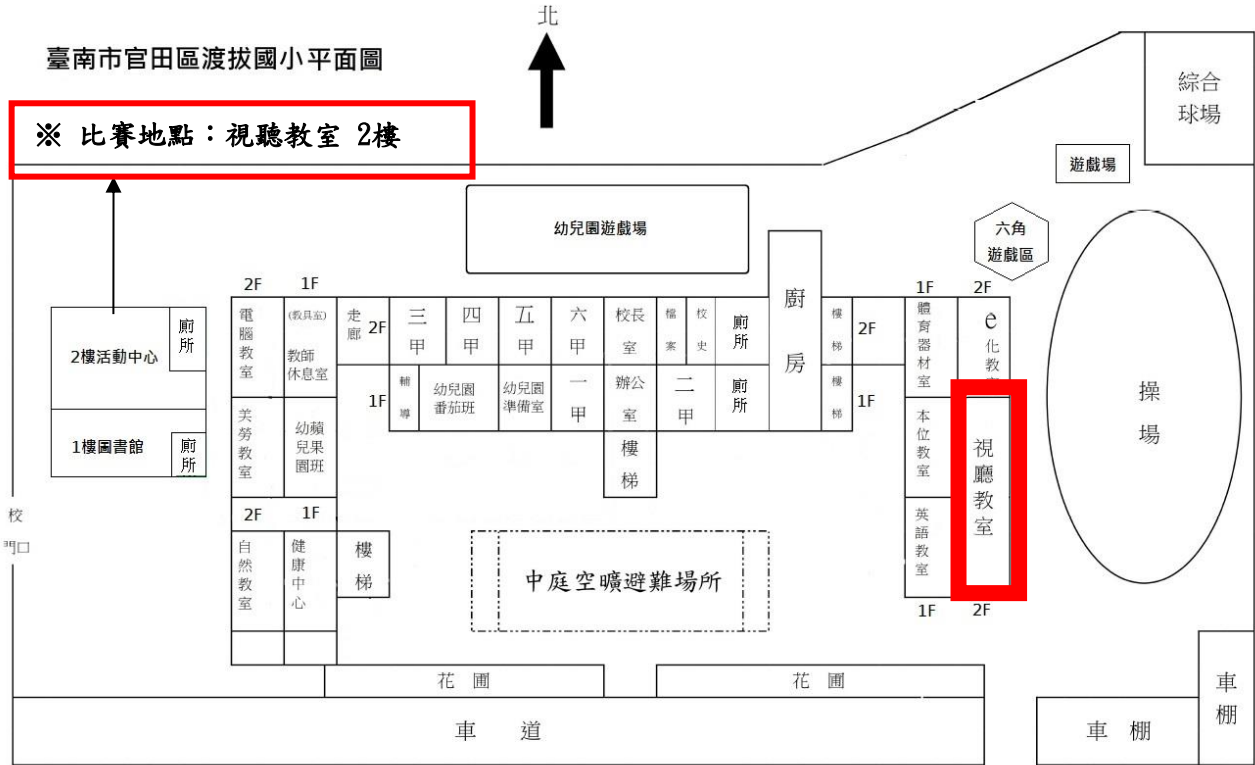 北
臺南市官田區渡拔國小平面圖
※ 比賽地點：視聽教室 2樓
綜合
球場
遊戲場
幼兒園遊戲場
六角
遊戲區
2樓活動中心
廁所
1樓圖書館
廁所
校
門口
2F
1F
電腦教室
(教具室)
教師
休息室
美勞教室
幼兒園
蘋果班
2F
1F
自然教室
健康中心
樓梯
走廊
2F
三甲
四甲
五甲
六甲
校長室
檔案
校史
廁所
廚房
樓梯
2F
1F
輔導
幼兒園
番茄班
幼兒園
準備室
一甲
辦公室
二甲
廁所
樓梯
1F
樓梯
1F
2F
體育器材室
e化教室
本位教室
視廳教室
英語教室
1F
2F
操場
中庭空曠避難場所
花圃
花圃
車道
車棚
車棚